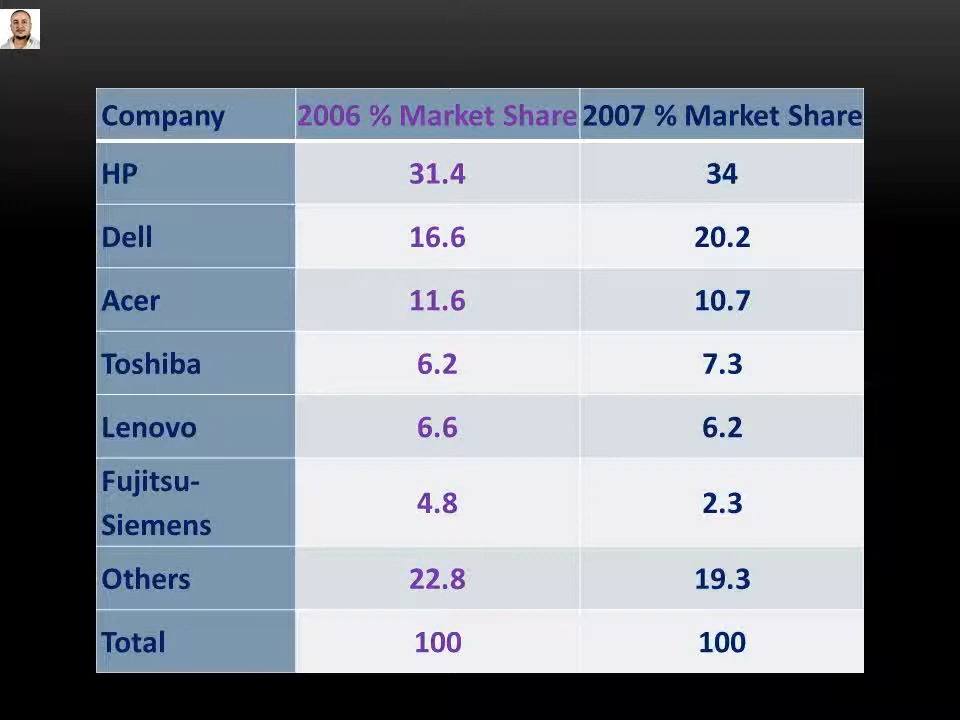 Company 2006 % Market Share 2007 % Market Share
HP 31.4 34
Dell 16.6 20.2
Acer 11.6 10.7
Toshiba 6.2 7.3
Lenovo 6.6 6.2
Fujitsu-
Siemens 4.8 2.3
Others 22.8 19.3
Total 100 100